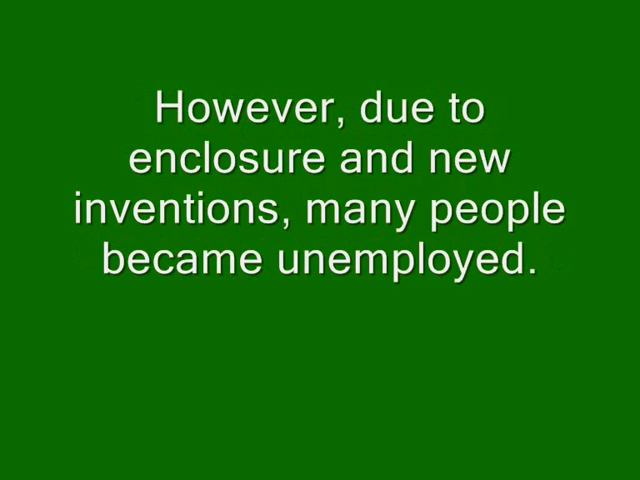 However, due to
enclosure and new
inventions, many people
became unemployed.